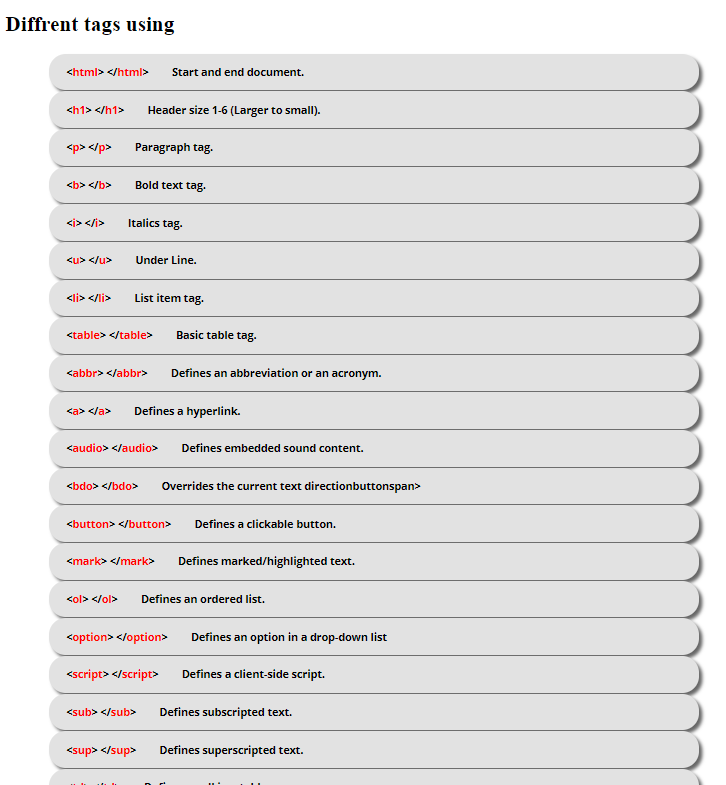 Diffrent tags using
<html> </html> Start and end document.
<h1> </h1> Header size 1-6 (Larger to small).
<p> </p> Paragraph tag.
<b> </b> Bold text tag.
<i> </i> Italics tag.
<u> </u> Under Line.
<li> </li> List item tag.
<table> </table> Basic table tag.
<abbr> </abbr> Defines an abbreviation or an acronym.
<a> </a> Defines a hyperlink.
<audio> </audio> Defines embedded sound content.
<bdo> </bdo> Overrides the current text directionbuttonspan>
<button> </button> Defines a clickable button.
<mark> </mark> Defines marked/highlighted text.
<ol> </ol> Defines an ordered list.
<option> </option> Defines an option in a drop-down list
<script> </script> Defines a client-side script.
<sub> </sub> Defines subscripted text.
<sup> </sup> Defines superscripted text.